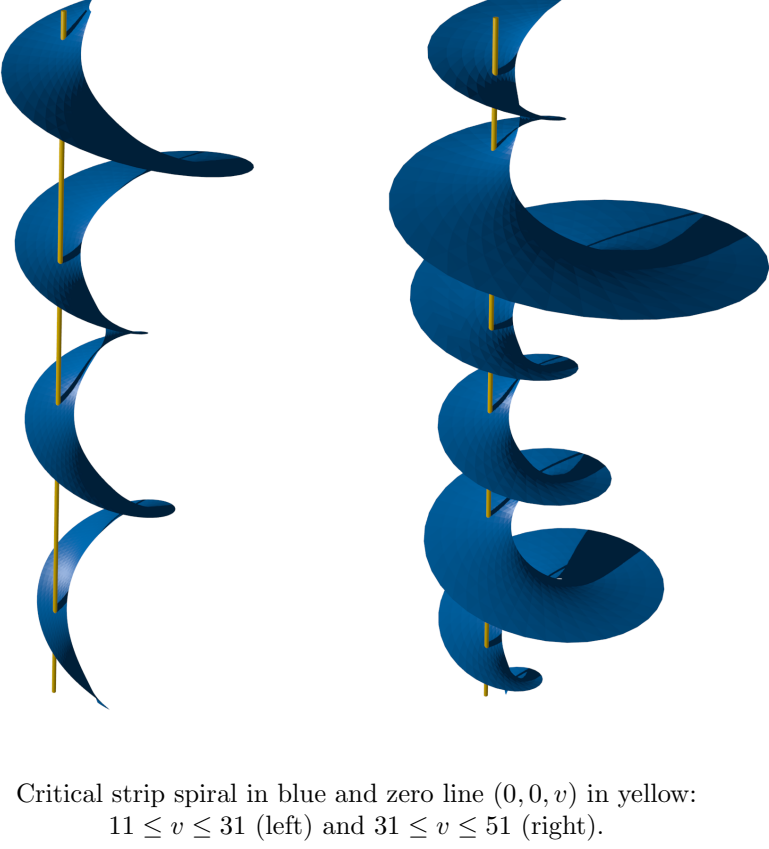 Critical strip spiral in blue and zero line (0, 0, v) in yellow:
11 ≤ v ≤ 31 (left) and 31 ≤ v ≤ 51 (right).